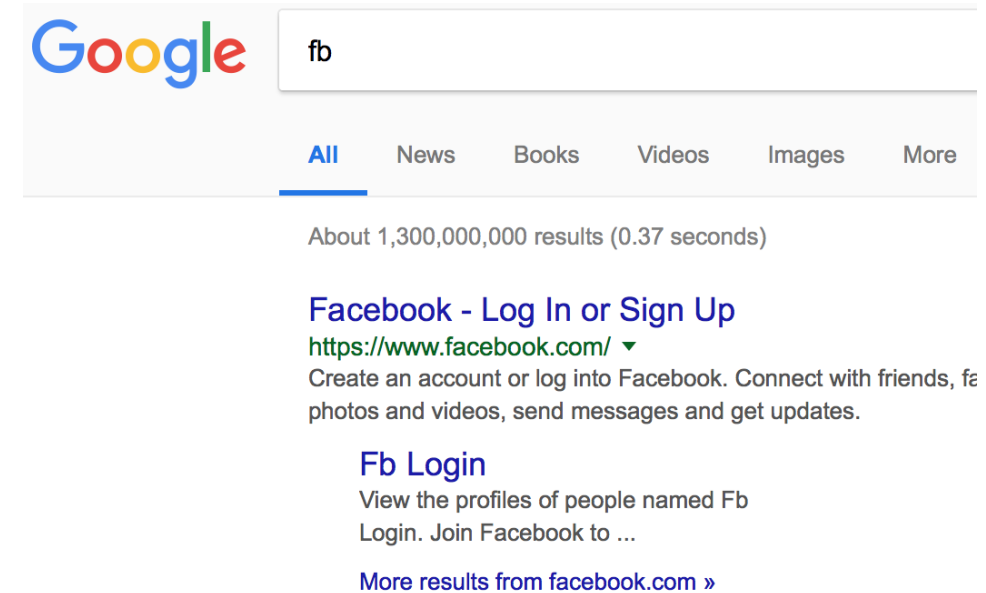 Google
fb
All News Books Videos Images More
About 1,300,000,000 results (0.37 seconds)
Facebook - Log In or Sign Up
https://www.facebook.com/
Create an account or log into Facebook. Connect with friends,
photos and videos, send messages and get updates.
Fb Login
View the profiles of people named Fb
Login. Join Facebook to ...
More results from facebook.com »